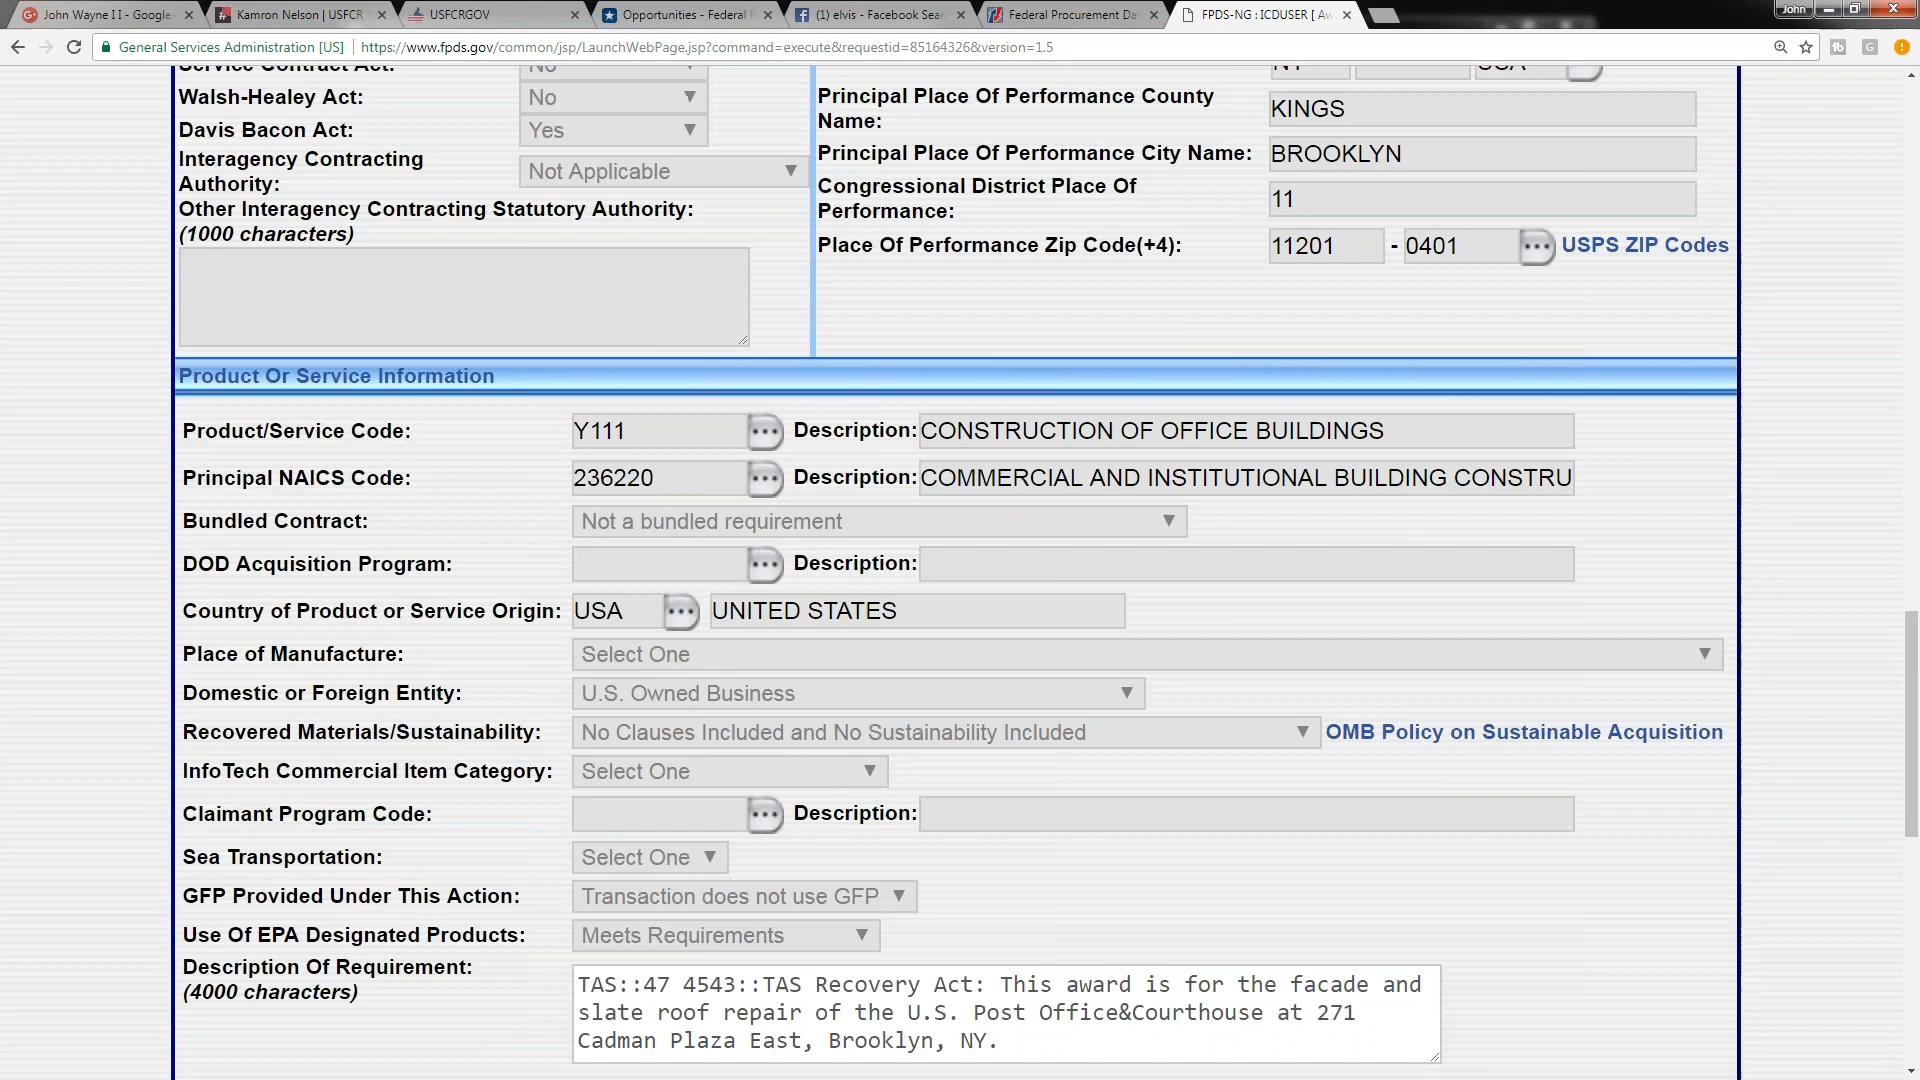 John Wayne I I - Google
Kamron Nelson | USFCR
USFCRGOV
Opportunities - Federal
(1) elvis - Facebook Sear
Federal Procurement Da
FPDS-NG : ICDUSER [ Aw
John
General Services Administration [US]
https://www.fpds.gov/common/jsp/LaunchWebPage.jsp?command=execute&requestid=85164326&version=1.5
Service Contract Act: No
NY USA
Walsh-Healey Act: No
Davis Bacon Act: Yes
Interagency Contracting
Authority: Not Applicable
Other Interagency Contracting Statutory Authority:
(1000 characters)
Principal Place Of Performance County
Name: KINGS
Principal Place Of Performance City Name: BROOKLYN
Congressional District Place Of
Performance: 11
Place Of Performance Zip Code(+4): 11201 - 0401 USPS ZIP Codes
Product Or Service Information
Product/Service Code: Y111 Description: CONSTRUCTION OF OFFICE BUILDINGS
Principal NAICS Code: 236220 Description: COMMERCIAL AND INSTITUTIONAL BUILDING CONSTRU
Bundled Contract: Not a bundled requirement
DOD Acquisition Program: Description:
Country of Product or Service Origin: USA UNITED STATES
Place of Manufacture: Select One
Domestic or Foreign Entity: U.S. Owned Business
Recovered Materials/Sustainability: No Clauses Included and No Sustainability Included OMB Policy on Sustainable Acquisition
InfoTech Commercial Item Category: Select One
Claimant Program Code: Description:
Sea Transportation: Select One
GFP Provided Under This Action: Transaction does not use GFP
Use Of EPA Designated Products: Meets Requirements
Description Of Requirement:
(4000 characters)
TAS::47 4543::TAS Recovery Act: This award is for the facade and
slate roof repair of the U.S. Post Office&Courthouse at 271
Cadman Plaza East, Brooklyn, NY.